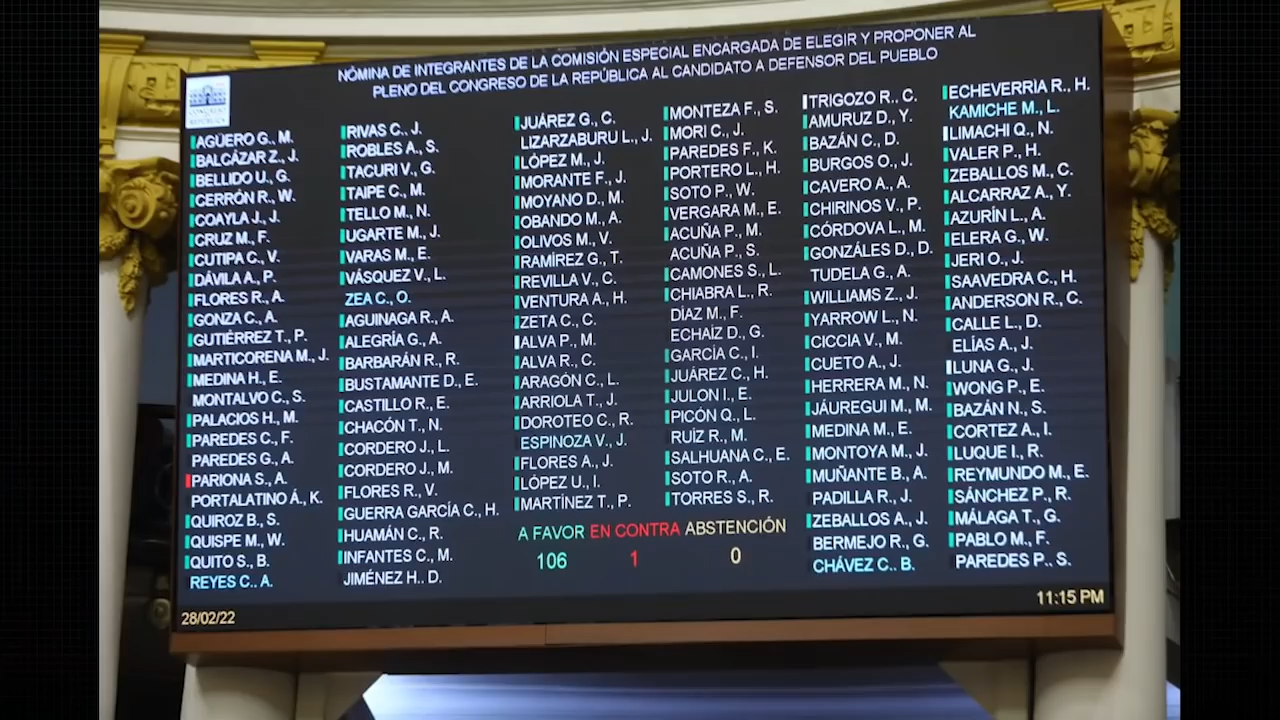 NÓMINA DE INTEGRANTES DE LA COMISIÓN ESPECIAL ENCARGADA DE ELEGIR Y PROPONER AL
PLENO DEL CONGRESO DE LA REPÚBLICA AL CANDIDATO A DEFENSOR DEL PUEBLO
CONGRESO
REPÚBLICA
AGÜERO G., M.
BALCÁZAR Z., J.
BELLIDO U., G.
CERRÓN R., W.
COAYLA J., J.
CRUZ M., F.
CUTIPA C., V.
DÁVILA A., P.
FLORES R., A.
GONZA C., A.
GUTIÉRREZ T., P.
MARTICORENA M., J.
MEDINA H., E.
MONTALVO C., S.
PALACIOS H., M.
PAREDES C., F.
PAREDES G., A.
PARIONA S., A.
PORTALATINO Á., K.
QUIROZ B., S.
QUISPE M., W.
QUITO S., B.
REYES C., A.
RIVAS C., J.
ROBLES A., S.
TACURI V., G.
TAIPE C., M.
TELLO M., N.
UGARTE M., J.
VARAS M., E.
VÁSQUEZ V., L.
ZEA C., O.
AGUINAGA R., A.
ALEGRÍA G., A.
BARBARÁN R., R.
BUSTAMANTE D., E.
CASTILLO R., E.
CHACÓN T., N.
CORDERO J., L.
CORDERO J., M.
FLORES R., V.
GUERRA GARCÍA C., H.
HUAMÁN C., R.
INFANTES C., M.
JIMÉNEZ H., D.
JUÁREZ G., C.
LIZARZABURU L., J.
LÓPEZ M., J.
MORANTE F., J.
MOYANO D., M.
OBANDO M., A.
OLIVOS M., V.
RAMÍREZ G., T.
REVILLA V., C.
VENTURA A., H.
ZETA C., C.
ALVA P., M.
ALVA R., C.
ARAGÓN C., L.
ARRIOLA T., J.
DOROTEO C., R.
ESPINOZA V., J.
FLORES A., J.
LÓPEZ U., I.
MARTÍNEZ T., P.
MONTEZA F., S.
MORI C., J.
PAREDES F., K.
PORTERO L., H.
SOTO P., W.
VERGARA M., E.
ACUÑA P., M.
ACUÑA P., S.
CAMONES S., L.
CHIABRA L., R.
DÍAZ M., F.
ECHAÍZ D., G.
GARCÍA C., I.
JUÁREZ C., H.
JULON I., E.
PICÓN Q., L.
RUÍZ R., M.
SALHUANA C., E.
SOTO R., A.
TORRES S., R.
TRIGOZO R., C.
AMURUZ D., Y.
BAZÁN C., D.
BURGOS O., J.
CAVERO A., A.
CHIRINOS V., P.
CÓRDOVA L., M.
GONZÁLES D., D.
TUDELA G., A.
WILLIAMS Z., J.
YARROW L., N.
CICCIA V., M.
CUETO A., J.
HERRERA M., N.
JÁUREGUI M., M.
MEDINA M., E.
MONTOYA M., J.
MUÑANTE B., A.
PADILLA R., J.
ZEBALLOS A., J.
BERMEJO R., G.
CHÁVEZ C., B.
ECHEVERRIA R., H.
KAMICHE M., L.
LIMACHI Q., N.
VALER P., H.
ZEBALLOS M., C.
ALCARRAZ A., Y.
AZURÍN L., A.
ELERA G., W.
JERI O., J.
SAAVEDRA C., H.
ANDERSON R., C.
CALLE L., D.
ELÍAS A., J.
LUNA G., J.
WONG P., E.
BAZÁN N., S.
CORTEZ A., I.
LUQUE I., R.
REYMUNDO M., E.
SÁNCHEZ P., R.
MÁLAGA T., G.
PABLO M., F.
PAREDES P., S.
A FAVOR EN CONTRA ABSTENCIÓN
106 1 0
28/02/22
11:15 PM